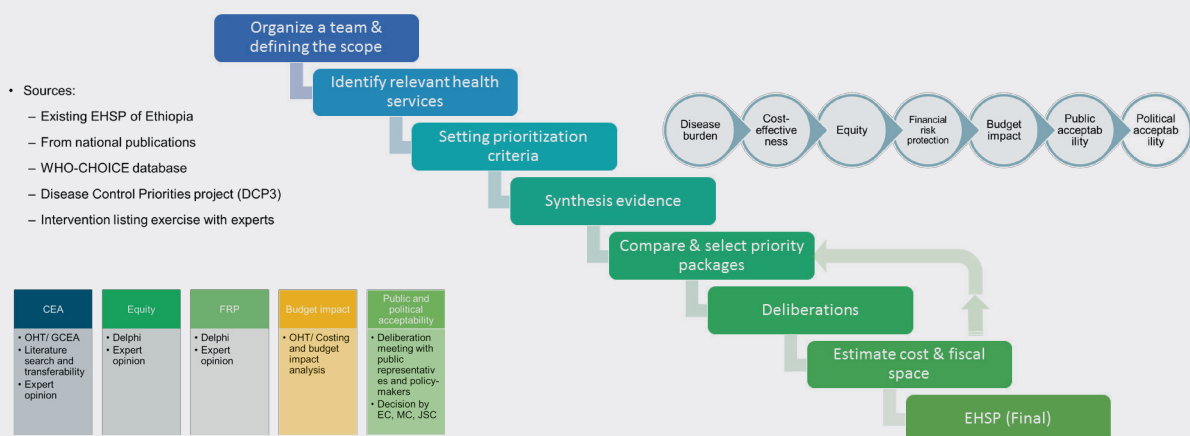 Organize a team &
defining the scope
Identify relevant health
services
Setting prioritization
criteria
Synthesis evidence
Compare & select priority
packages
Deliberations
Estimate cost & fiscal
space
EHSP (Final)
• Sources:
– Existing EHSP of Ethiopia
– From national publications
– WHO-CHOICE database
– Disease Control Priorities project (DCP3)
– Intervention listing exercise with experts
Disease
burden
Cost-
effective
ness
Equity
Financial
risk
protection
Budget
impact
Public
acceptab
ility
Political
acceptab
ility
CEA
• OHT/ GCEA
• Literature
search and
transferability
• Expert
opinion
Equity
• Delphi
• Expert
opinion
FRP
• Delphi
• Expert
opinion
Budget impact
• OHT/ Costing
and budget
impact
analysis
Public and
political
acceptability
• Deliberation
meeting with
public
representativ
es and policy-
makers
• Decision by
EC, MC, JSC